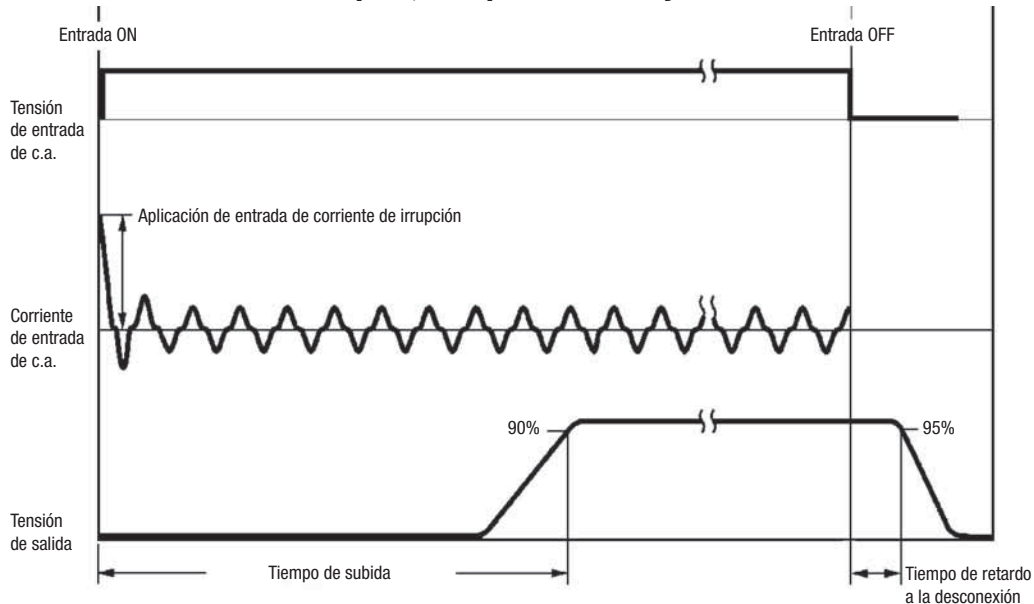 Entrada ON
Entrada OFF
Tensión
de entrada
de c.a.
Aplicación de entrada de corriente de irrupción
Corriente
de entrada
de c.a.
90%
95%
Tensión
de salida
Tiempo de subida
Tiempo de retardo
a la desconexión